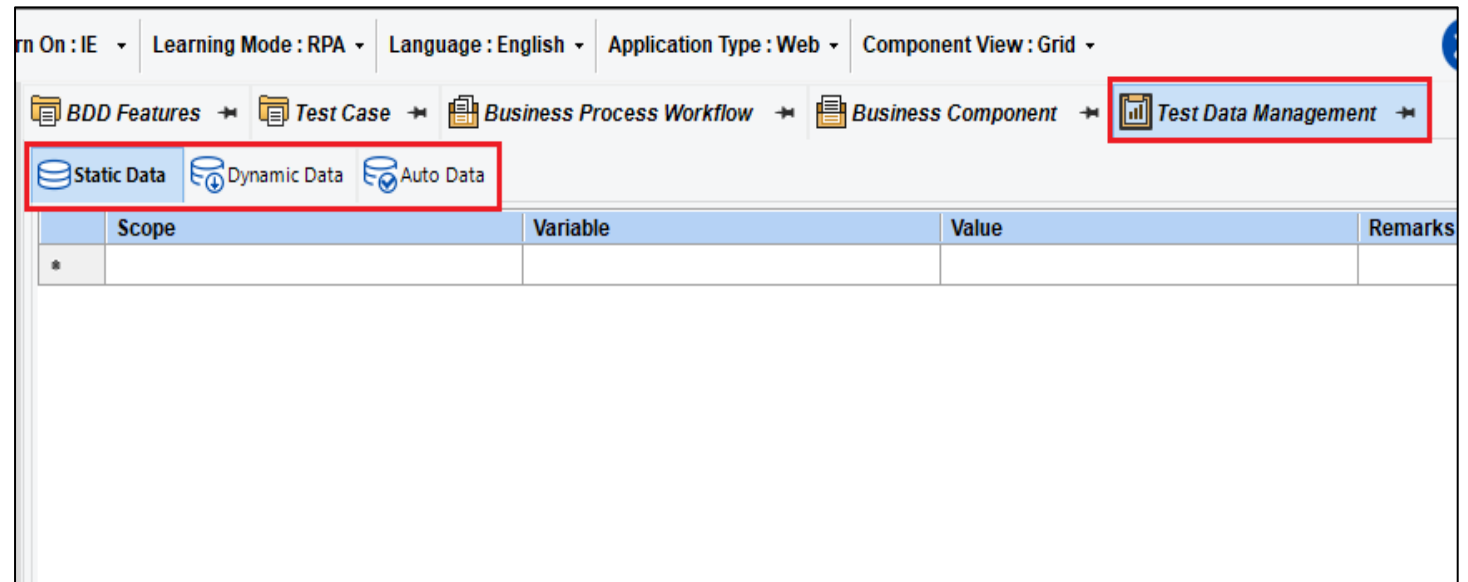 rn On : IE Learning Mode : RPA Language : English Application Type : Web Component View : Grid
BDD Features Test Case Business Process Workflow Business Component Test Data Management
Static Data Dynamic Data Auto Data
Scope Variable Value Remarks
*